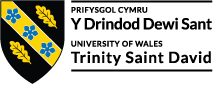 PRIFYSGOL CYMRU
Y Drindod Dewi Sant
UNIVERSITY OF WALES
Trinity Saint David